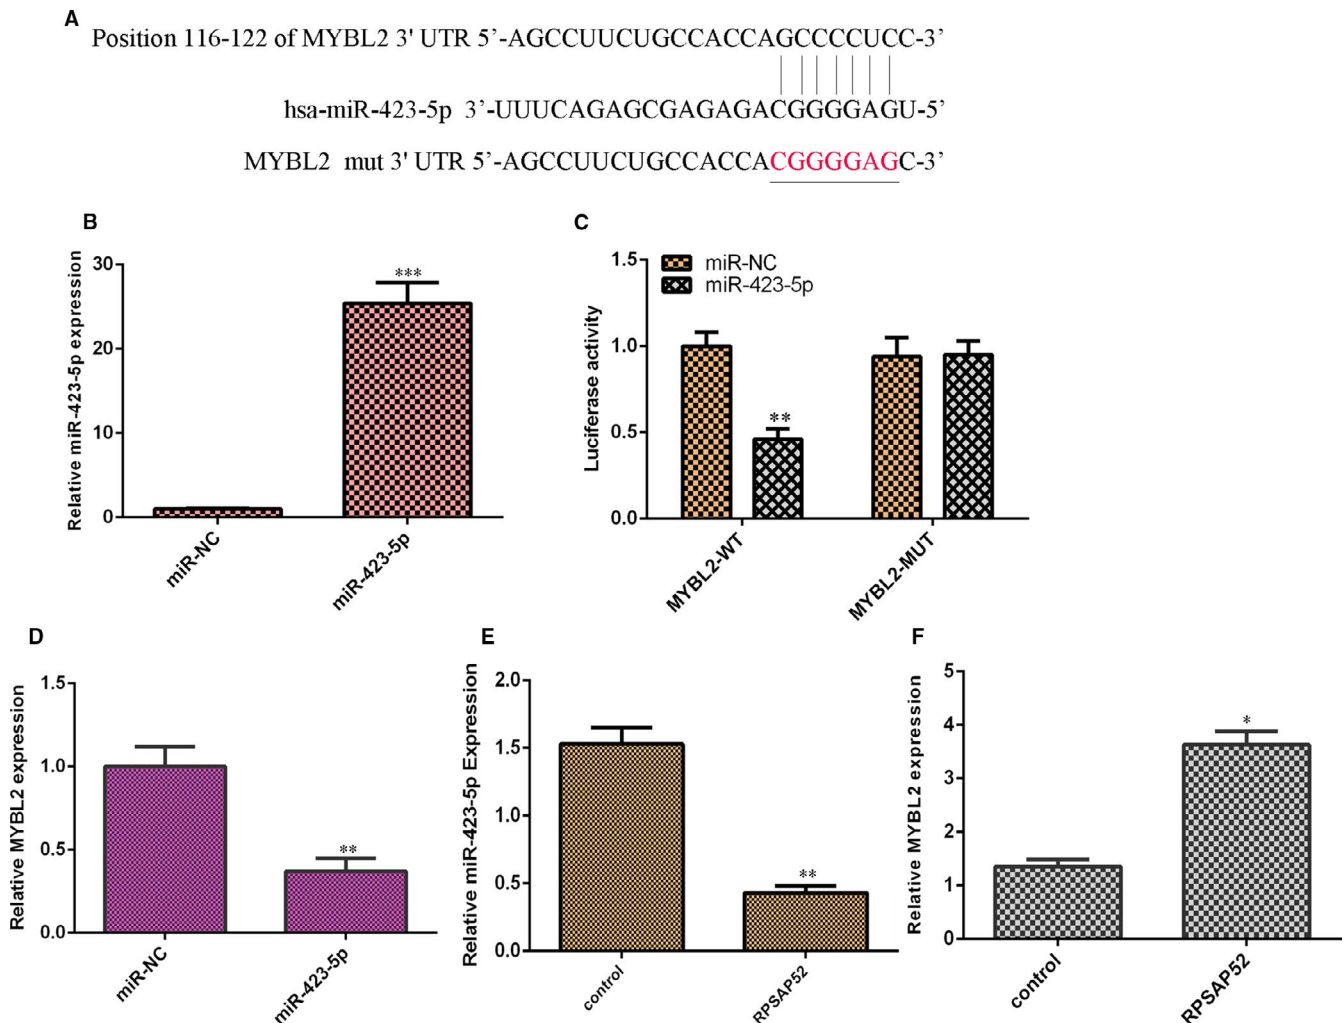 A
Position 116-122 of MYBL2 3' UTR 5’-AGCCUUCUGCCACCAGCCCCUCC-3’
hsa-miR-423-5p 3’-UUUCAGAGCGAGAGACGGGGAGU-5’
MYBL2 mut 3' UTR 5’-AGCCUUCUGCCACCACGGGGAGC-3’
B
Relative miR-423-5p expression
30
20
10
0
***
miR-NC
miR-423-5p
C
Luciferase activity
1.5
1.0
0.5
0.0
miR-NC
miR-423-5p
**
MYBL2-WT
MYBL2-MUT
D
Relative MYBL2 expression
1.5
1.0
0.5
0.0
**
miR-NC
miR-423-5p
E
Relative miR-423-5p Expression
2.0
1.5
1.0
0.5
0.0
**
control
RPSAP52
F
Relative MYBL2 expression
5
4
3
2
1
0
*
control
RPSAP52